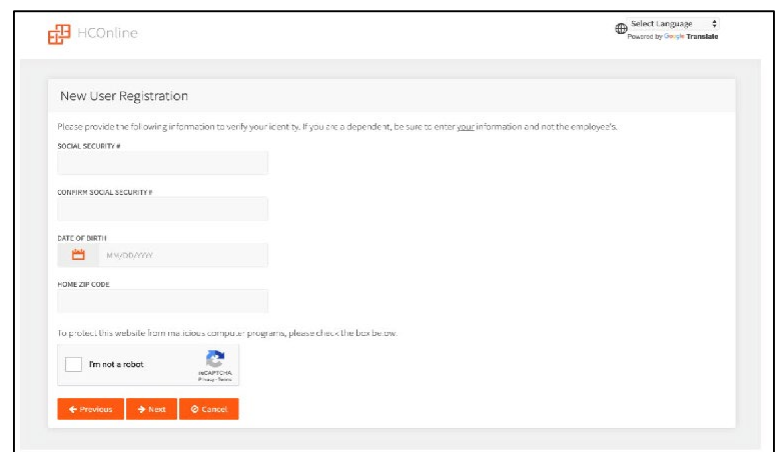 HCOnline
Select Language
Powered by Google Translate
New User Registration
Please provide the following information to verify your identity. If you are a dependent, be sure to enter your information and not the employee's.
SOCIAL SECURITY #
CONFIRM SOCIAL SECURITY #
DATE OF BIRTH
MM/DD/YYYY
HOME ZIP CODE
To protect this website from malicious computer programs, please check the box below.
I'm not a robot
reCAPTCHA
Privacy - Terms
Previous Next Cancel